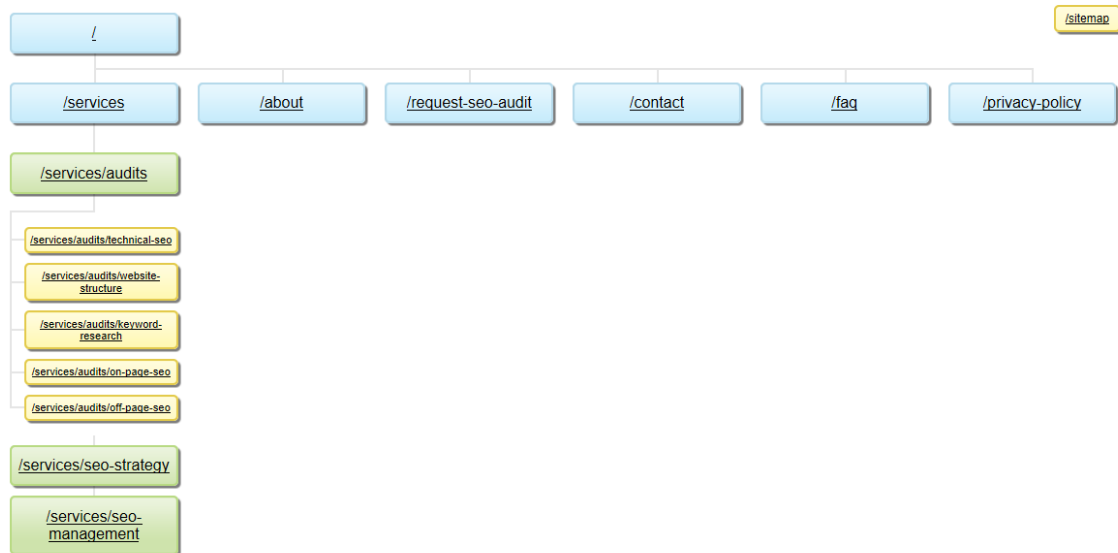 /
/sitemap
/services
/about
/request-seo-audit
/contact
/faq
/privacy-policy
/services/audits
/services/audits/technical-seo
/services/audits/website-
structure
/services/audits/keyword-
research
/services/audits/on-page-seo
/services/audits/off-page-seo
/services/seo-strategy
/services/seo-
management